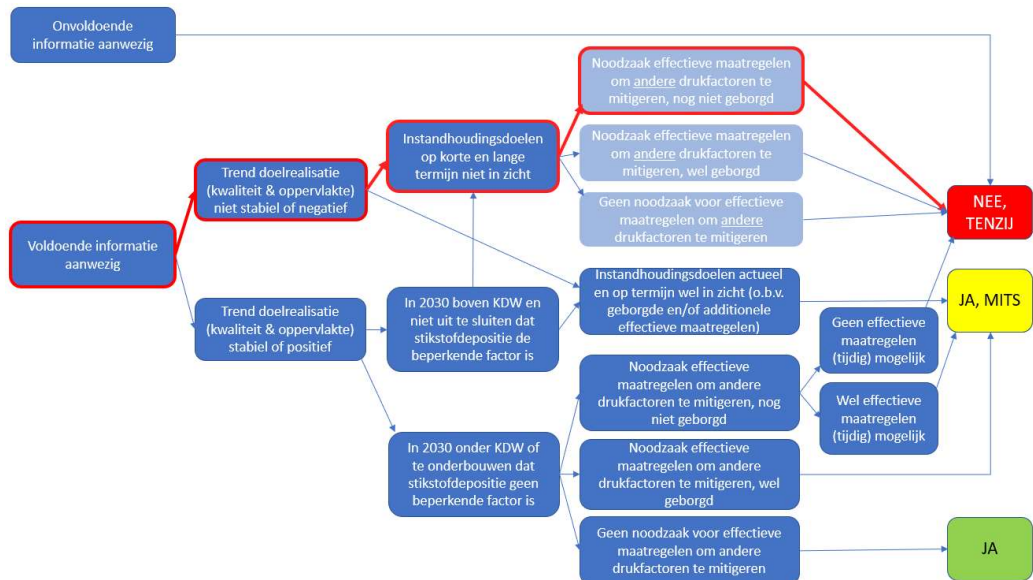 Onvoldoende
informatie aanwezig
Noodzaak effectieve maatregelen
om andere drukfactoren te
mitigeren, nog niet geborgd
Instandhoudingsdoelen
op korte en lange
termijn niet in zicht
Noodzaak effectieve maatregelen
om andere drukfactoren te
mitigeren, wel geborgd
Trend doelrealisatie
(kwaliteit & oppervlakte)
niet stabiel of negatief
Geen noodzaak voor effectieve
maatregelen om andere
drukfactoren te mitigeren
NEE,
TENZIJ
Voldoende informatie
aanwezig
Trend doelrealisatie
(kwaliteit & oppervlakte)
stabiel of positief
In 2030 boven KDW en
niet uit te sluiten dat
stikstofdepositie de
beperkende factor is
Instandhoudingsdoelen actueel
en op termijn wel in zicht (o.b.v.
geborgde en/of additionele
effectieve maatregelen)
JA, MITS
Geen effectieve
maatregelen
(tijdig) mogelijk
Noodzaak effectieve
maatregelen om andere
drukfactoren te mitigeren, nog
niet geborgd
Wel effectieve
maatregelen
(tijdig) mogelijk
In 2030 onder KDW of
te onderbouwen dat
stikstofdepositie geen
beperkende factor is
Noodzaak effectieve
maatregelen om andere
drukfactoren te mitigeren, wel
geborgd
Geen noodzaak voor effectieve
maatregelen om andere
drukfactoren te mitigeren
JA